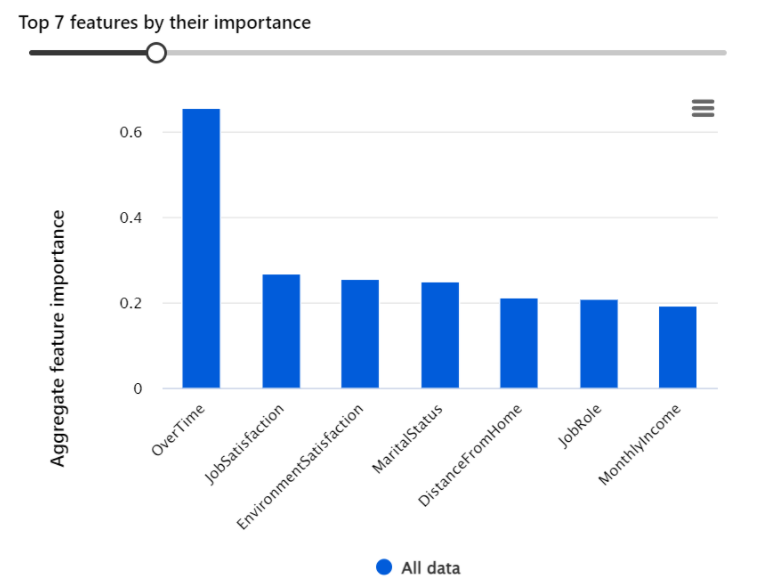 Top 7 features by their importance
Aggregate feature importance
0.6
0.4
0.2
0
OverTime
JobSatisfaction
EnvironmentSatisfaction
MaritalStatus
DistanceFromHome
JobRole
MonthlyIncome
All data